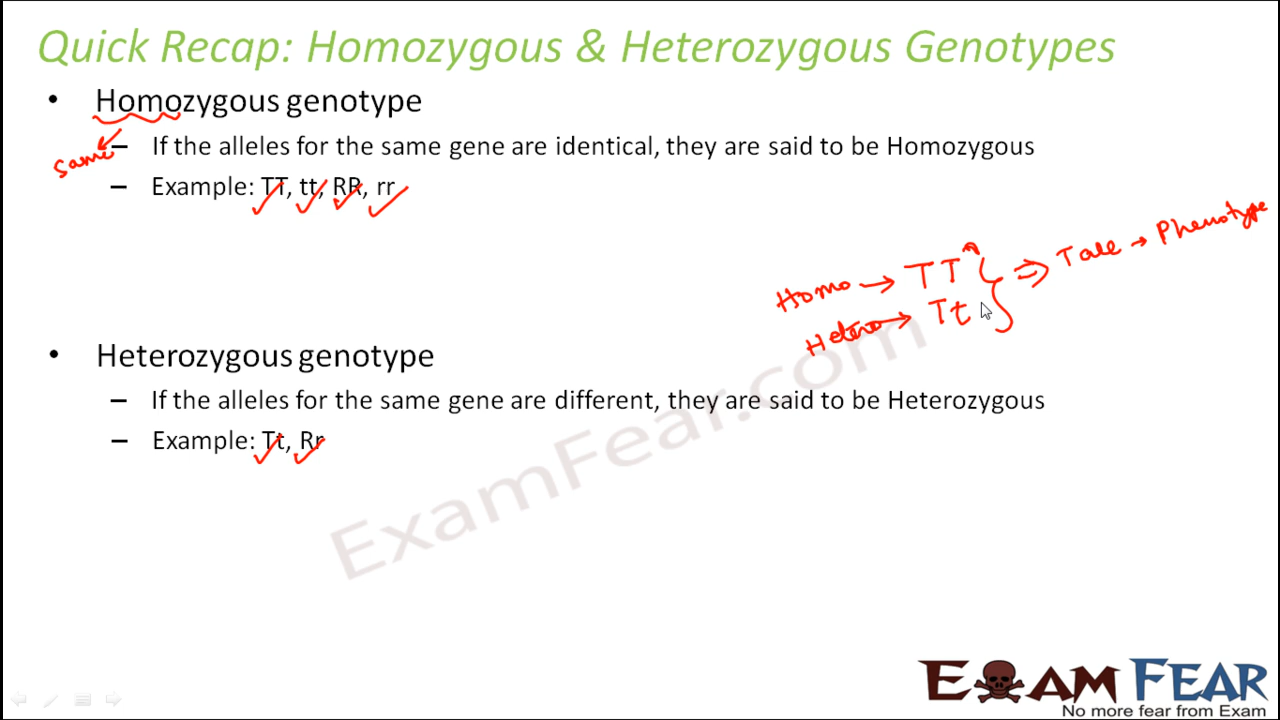 Quick Recap: Homozygous & Heterozygous Genotypes
• Homozygous genotype
same
– If the alleles for the same gene are identical, they are said to be Homozygous
– Example: TT, tt, RR, rr
Homo → TT ⇒ Tall → Phenotype
Hetero → Tt
• Heterozygous genotype
– If the alleles for the same gene are different, they are said to be Heterozygous
– Example: Tt, Rr
ExamFear.com
EXAM FEAR
No more fear from Exam